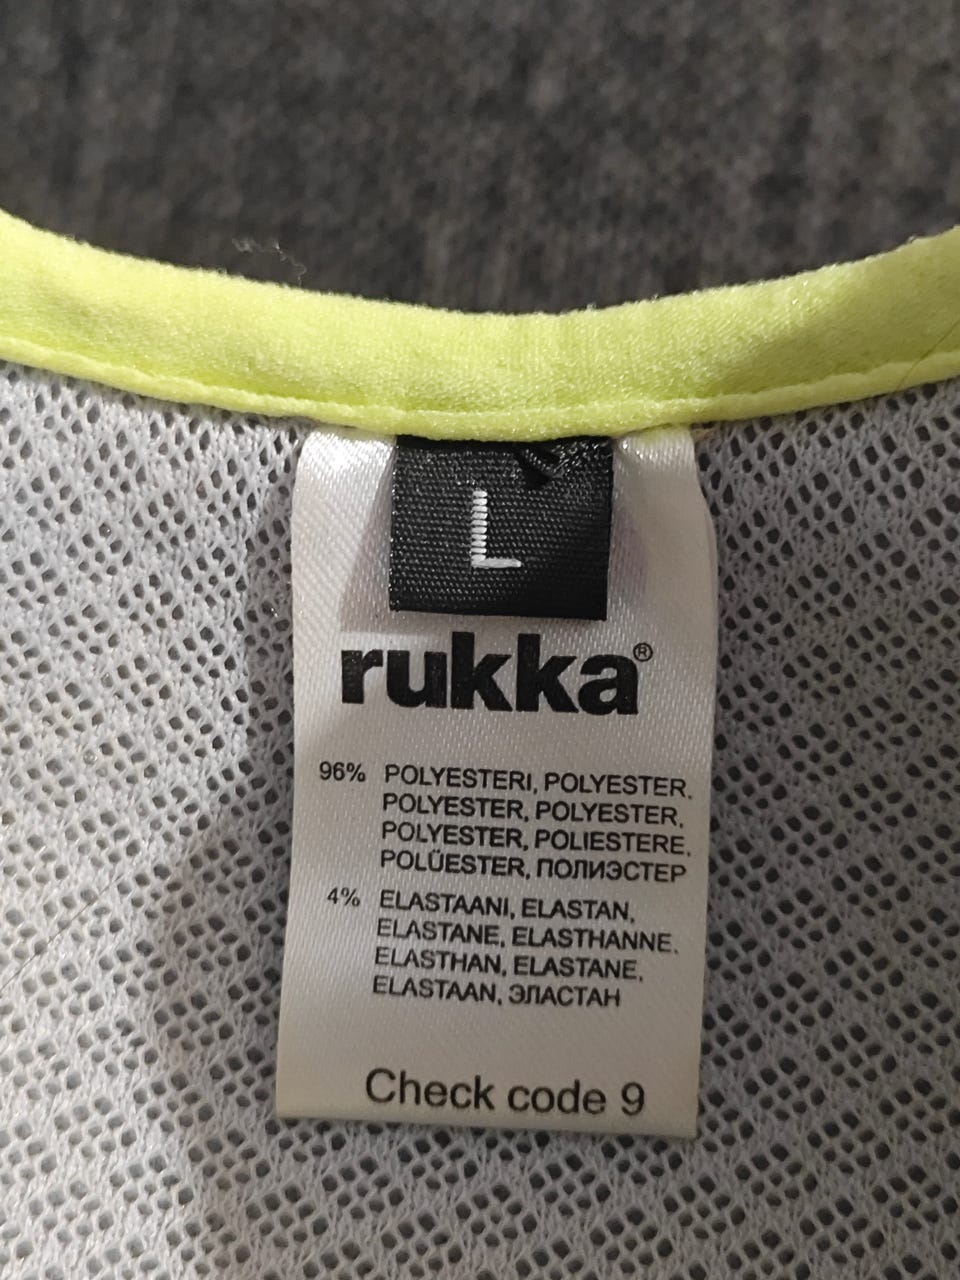 L
rukka®
96% POLYESTERI, POLYESTER,
POLYESTER, POLYESTER,
POLYESTER, POLIESTERE,
POLÜESTER, ПОЛИЭСТЕР
4% ELASTAANI, ELASTAN,
ELASTANE, ELASTHANNE,
ELASTHAN, ELASTANE,
ELASTAAN, ЭЛАСТАН
Check code 9